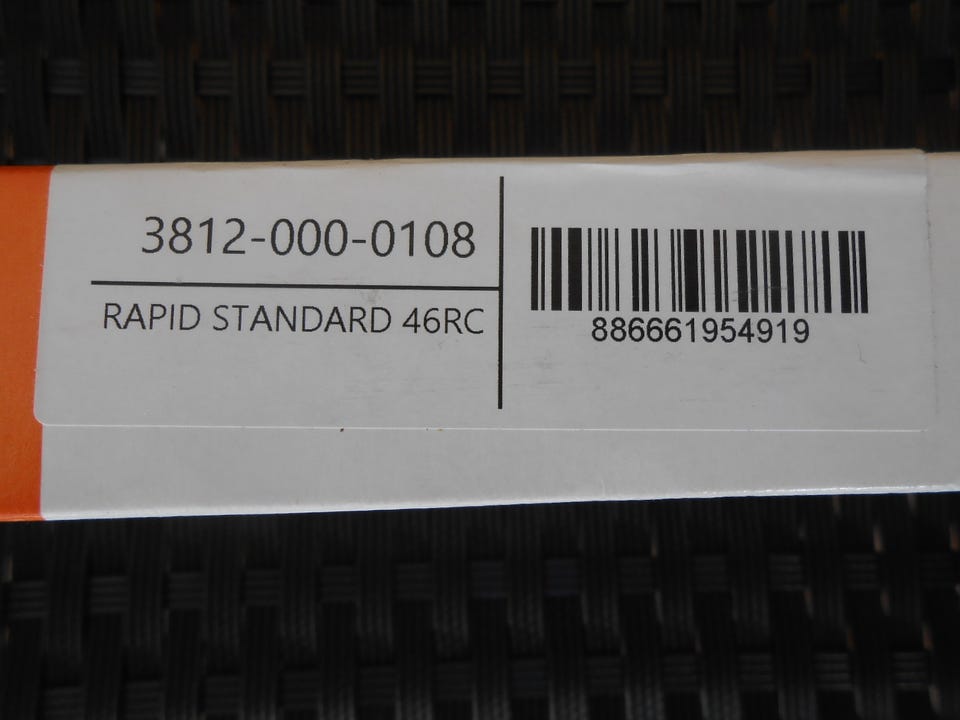 3812-000-0108
RAPID STANDARD 46RC
886661954919